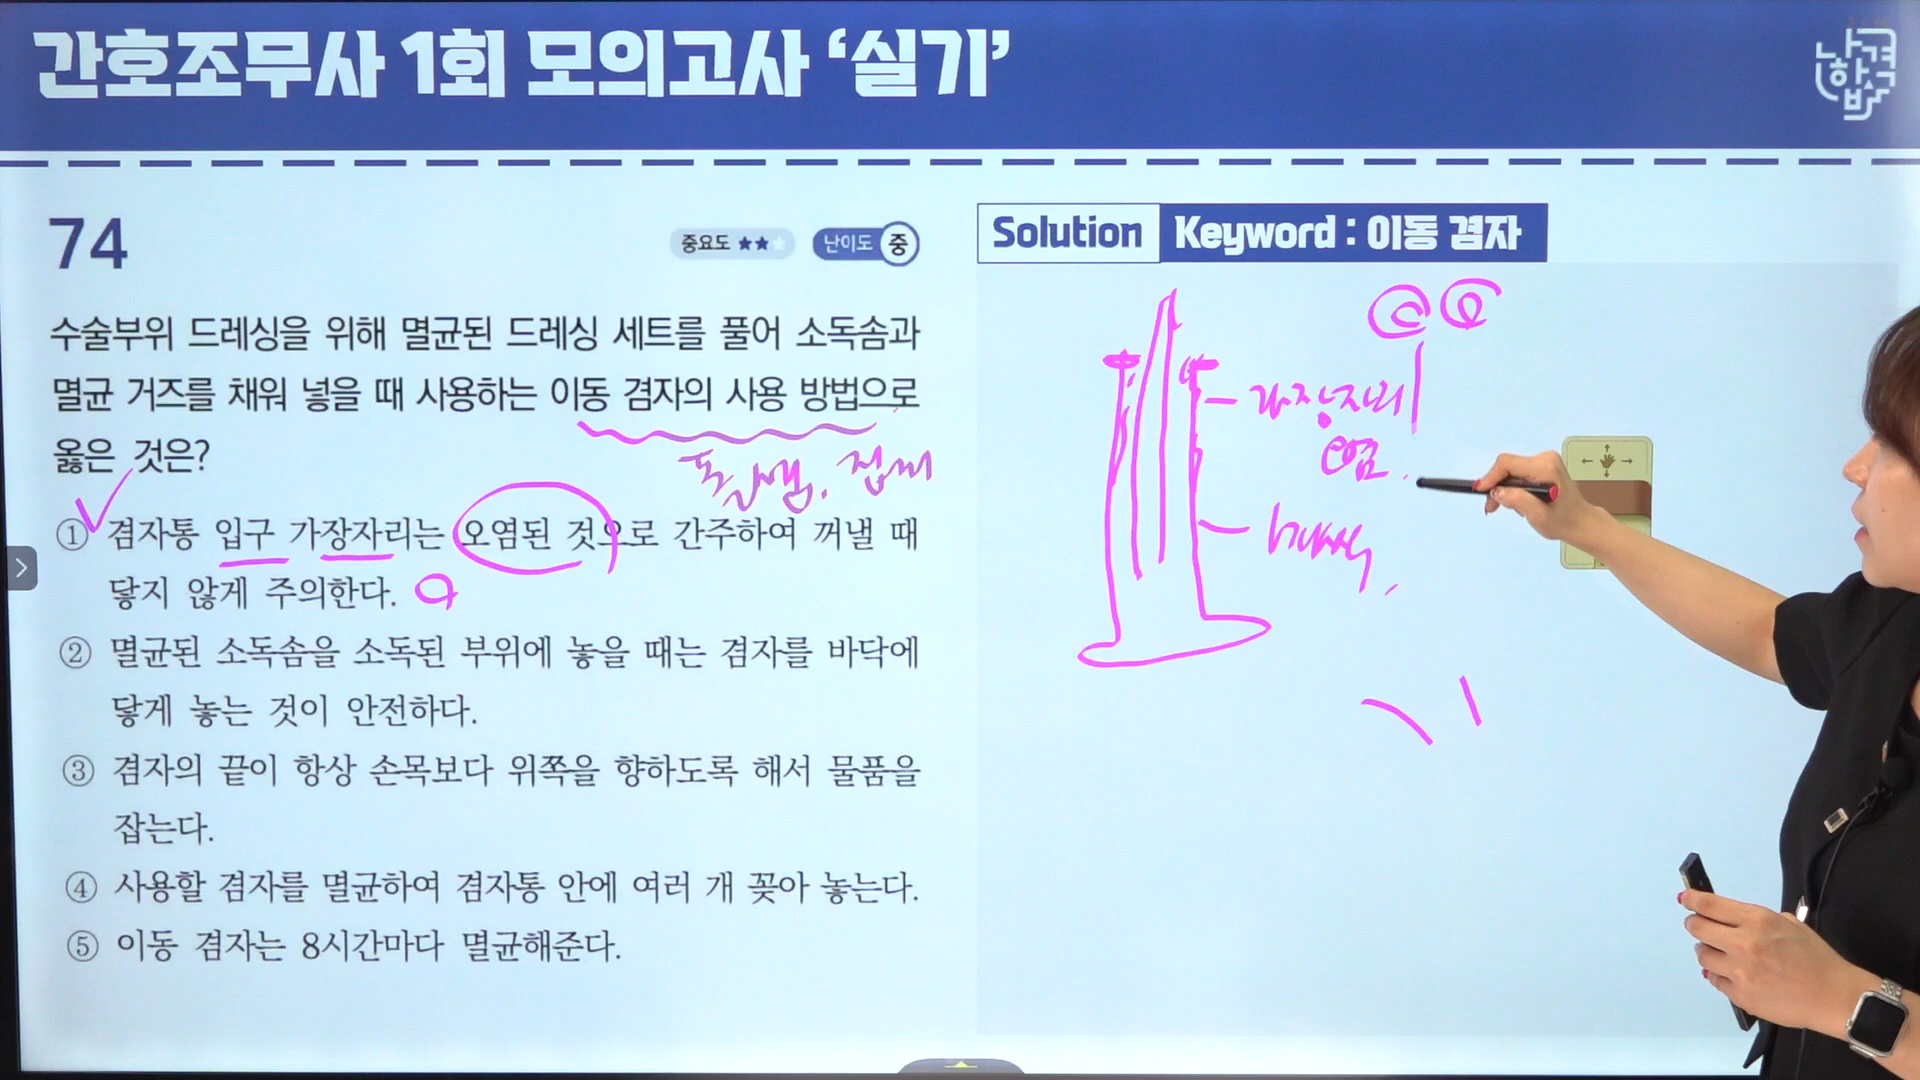 간호조무사 1회 모의고사 ‘실기’
나합격
74
중요도 ★★★
난이도 중
수술부위 드레싱을 위해 멸균된 드레싱 세트를 풀어 소독솜과
멸균 거즈를 채워 넣을 때 사용하는 이동 겸자의 사용 방법으로
옳은 것은?
① 겸자통 입구 가장자리는 오염된 것으로 간주하여 꺼낼 때
닿지 않게 주의한다.
② 멸균된 소독솜을 소독된 부위에 놓을 때는 겸자를 바닥에
닿게 놓는 것이 안전하다.
③ 겸자의 끝이 항상 손목보다 위쪽을 향하도록 해서 물품을
잡는다.
④ 사용할 겸자를 멸균하여 겸자통 안에 여러 개 꽂아 놓는다.
⑤ 이동 겸자는 8시간마다 멸균해준다.
Solution
Keyword : 이동 겸자
가장자리
오염